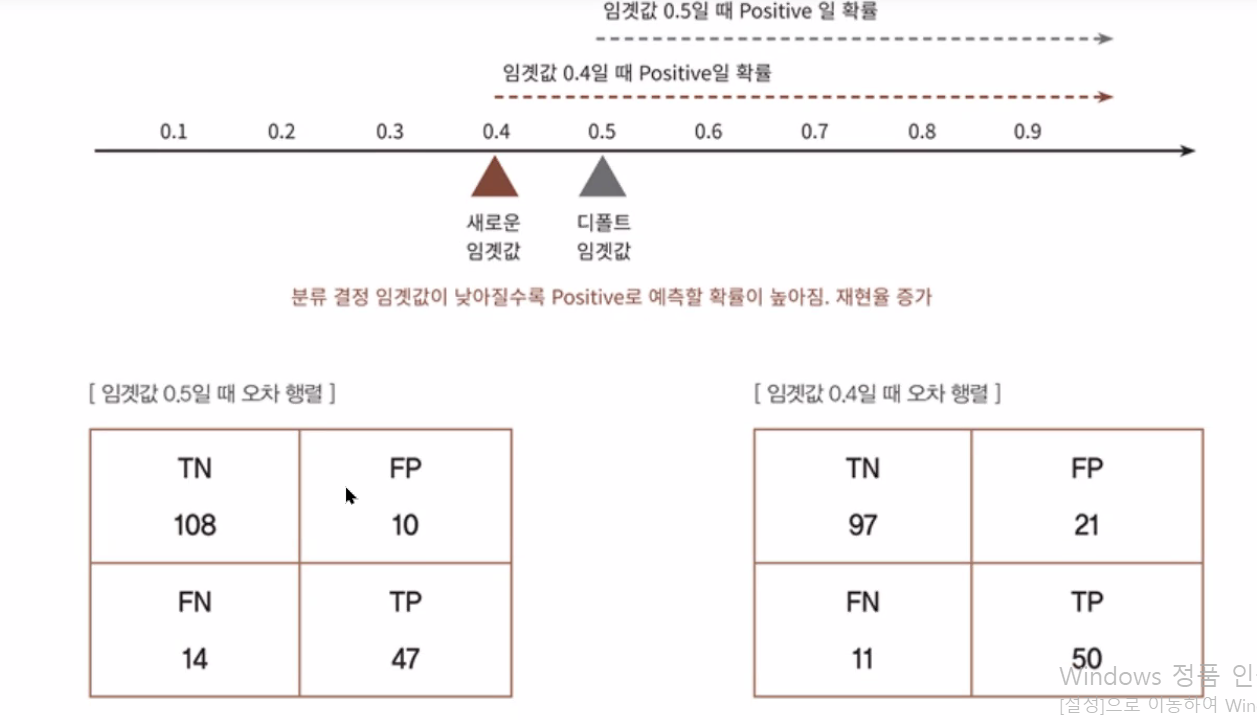 임곗값 0.5일 때 Positive 일 확률
임곗값 0.4일 때 Positive일 확률
0.1 0.2 0.3 0.4 0.5 0.6 0.7 0.8 0.9
새로운 디폴트
임곗값 임곗값
분류 결정 임곗값이 낮아질수록 Positive로 예측할 확률이 높아짐. 재현율 증가
[ 임곗값 0.5일 때 오차 행렬 ] [ 임곗값 0.4일 때 오차 행렬 ]
TN FP TN FP
108 10 97 21
FN TP FN TP
14 47 11 50
Windows 정품 인
[설정]으로 이동하여 Win